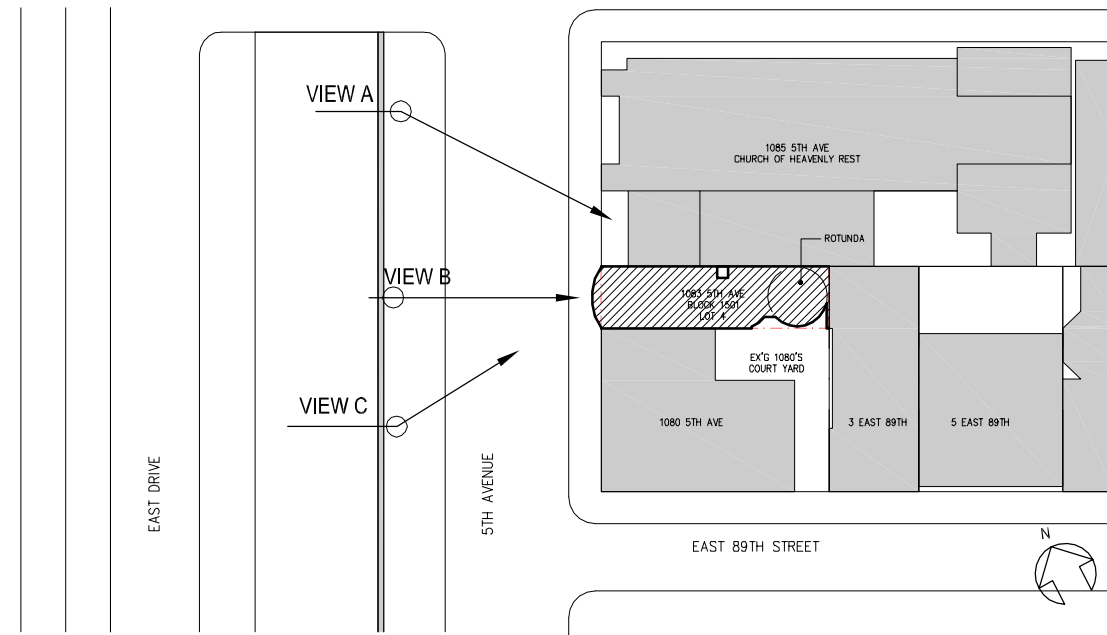 VIEW A
1085 5TH AVE
CHURCH OF HEAVENLY REST
ROTUNDA
VIEW B
1083 5TH AVE
BLOCK 1501
LOT 4
EX'G 1080'S
COURT YARD
VIEW C
1080 5TH AVE
3 EAST 89TH
5 EAST 89TH
EAST DRIVE
5TH AVENUE
EAST 89TH STREET
N